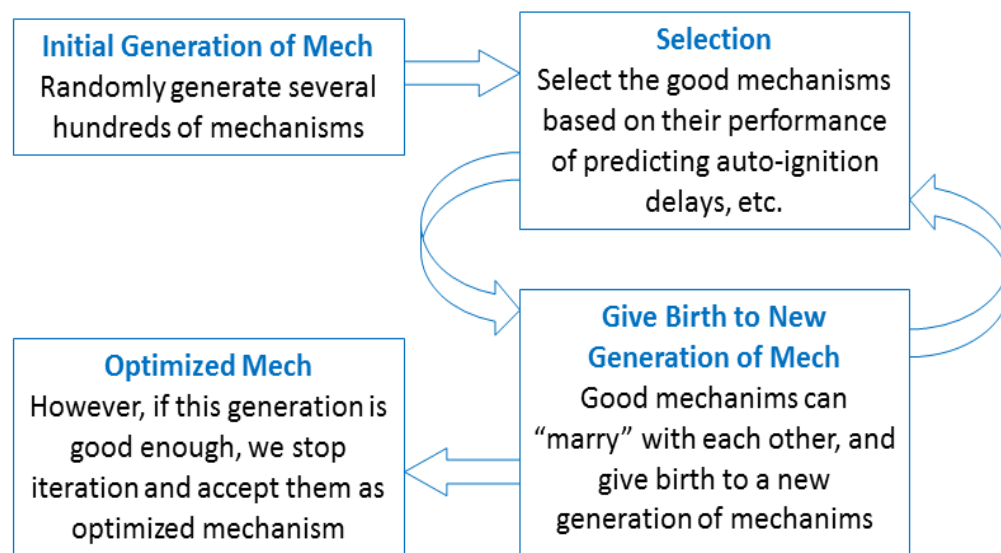 Initial Generation of Mech
Randomly generate several
hundreds of mechanisms
Selection
Select the good mechanisms
based on their performance
of predicting auto-ignition
delays, etc.
Give Birth to New
Generation of Mech
Good mechanims can
“marry” with each other, and
give birth to a new
generation of mechanims
Optimized Mech
However, if this generation is
good enough, we stop
iteration and accept them as
optimized mechanism